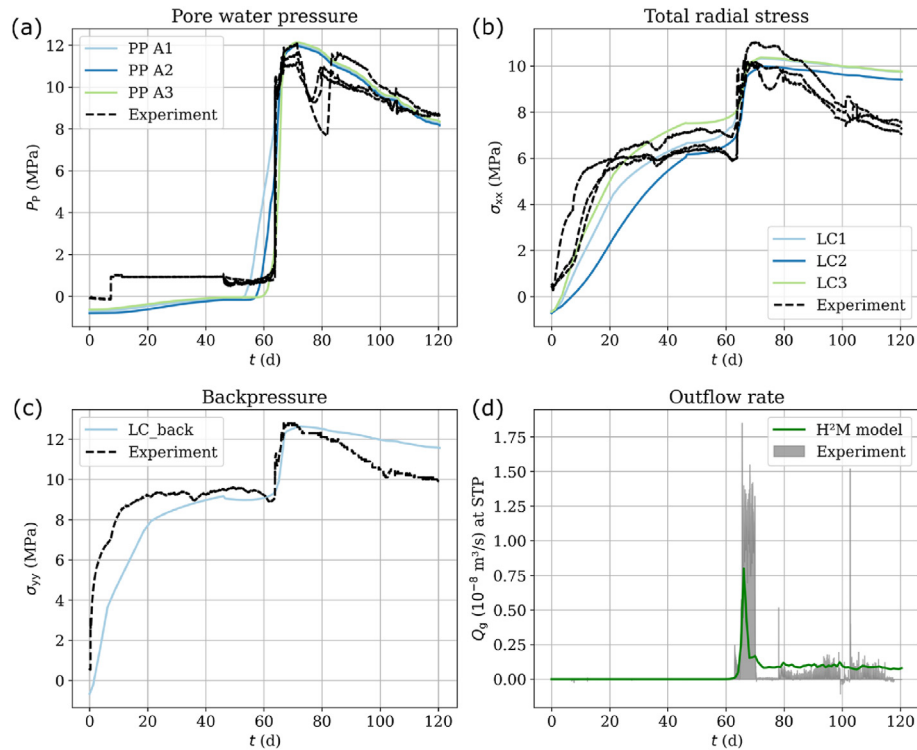 (a)
Pore water pressure
12
10
8
6
4
2
0
P_p (MPa)
PP A1
PP A2
PP A3
Experiment
0 20 40 60 80 100 120
t (d)
(b)
Total radial stress
10
8
6
4
2
0
σ_xx (MPa)
LC1
LC2
LC3
Experiment
0 20 40 60 80 100 120
t (d)
(c)
Backpressure
12
10
8
6
4
2
0
σ_yy (MPa)
LC_back
Experiment
0 20 40 60 80 100 120
t (d)
(d)
Outflow rate
1.75
1.50
1.25
1.00
0.75
0.50
0.25
0.00
Q_g (10⁻⁸ m³/s) at STP
H²M model
Experiment
0 20 40 60 80 100 120
t (d)